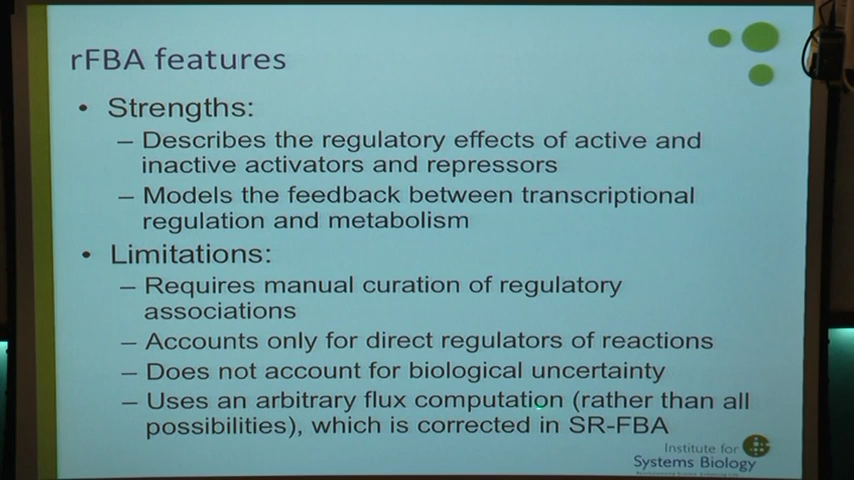 rFBA features
• Strengths:
– Describes the regulatory effects of active and
inactive activators and repressors
– Models the feedback between transcriptional
regulation and metabolism
• Limitations:
– Requires manual curation of regulatory
associations
– Accounts only for direct regulators of reactions
– Does not account for biological uncertainty
– Uses an arbitrary flux computation (rather than all
possibilities), which is corrected in SR-FBA
Institute for
Systems Biology